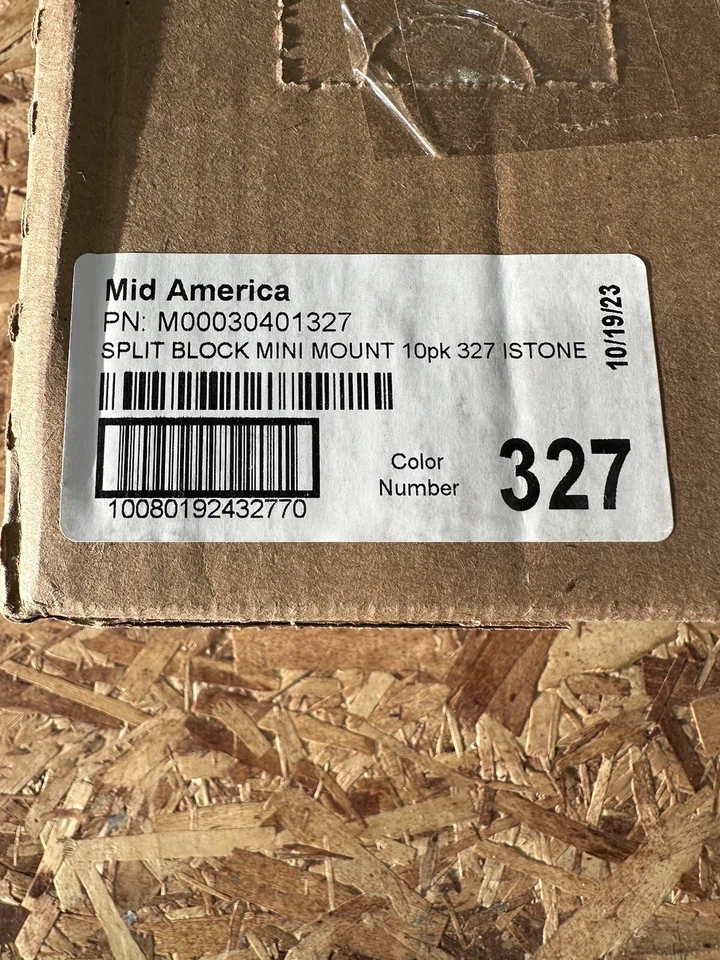 Mid America
PN: M00030401327
SPLIT BLOCK MINI MOUNT 10pk 327 ISTONE
10/19/23
Color
Number
327
10080192432770